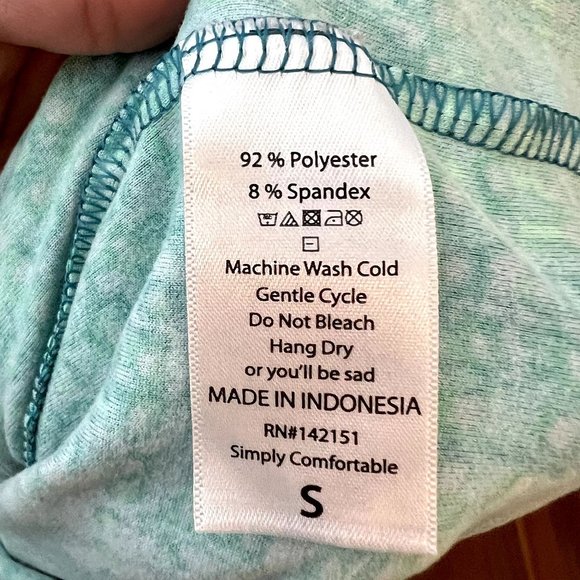 92 % Polyester
8 % Spandex
Machine Wash Cold
Gentle Cycle
Do Not Bleach
Hang Dry
or you'll be sad
MADE IN INDONESIA
RN#142151
Simply Comfortable
S